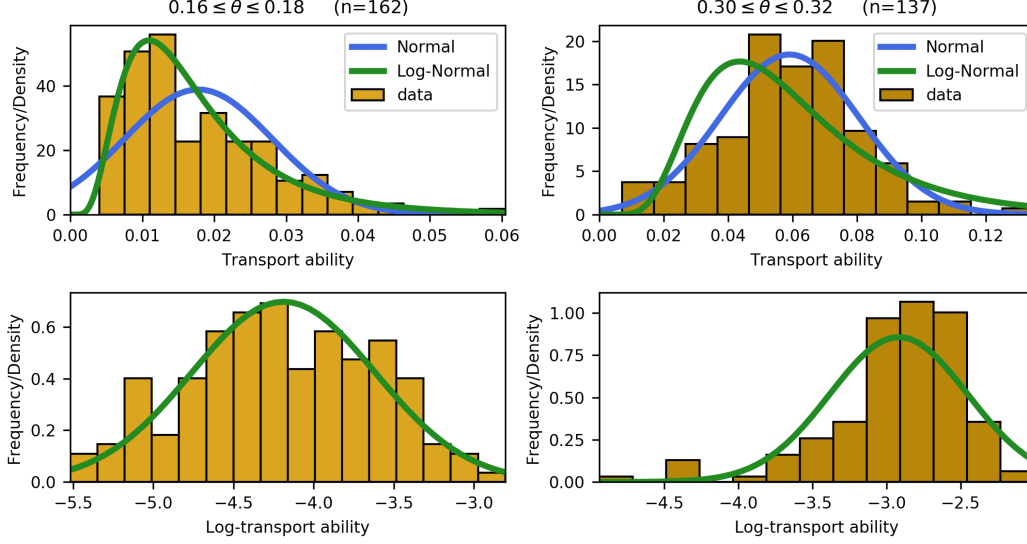 0.16 ≤ θ ≤ 0.18 (n=162)
Frequency/Density
40
20
0
Normal
Log-Normal
data
0.00 0.01 0.02 0.03 0.04 0.05 0.06
Transport ability
0.30 ≤ θ ≤ 0.32 (n=137)
Frequency/Density
20
15
10
5
0
Normal
Log-Normal
data
0.00 0.02 0.04 0.06 0.08 0.10 0.12
Transport ability
Frequency/Density
0.6
0.4
0.2
0.0
−5.5 −5.0 −4.5 −4.0 −3.5 −3.0
Log-transport ability
Frequency/Density
1.00
0.75
0.50
0.25
0.00
−4.5 −4.0 −3.5 −3.0 −2.5
Log-transport ability